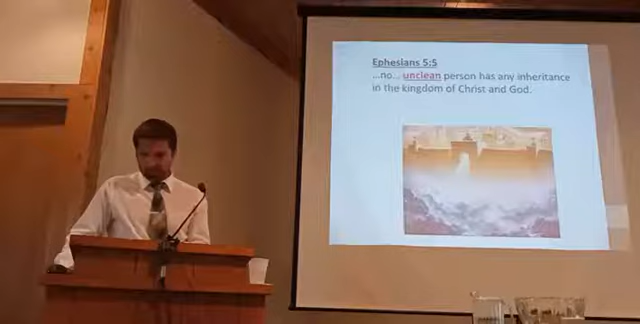 Ephesians 5:5
...no... unclean person has any inheritance
in the kingdom of Christ and God.